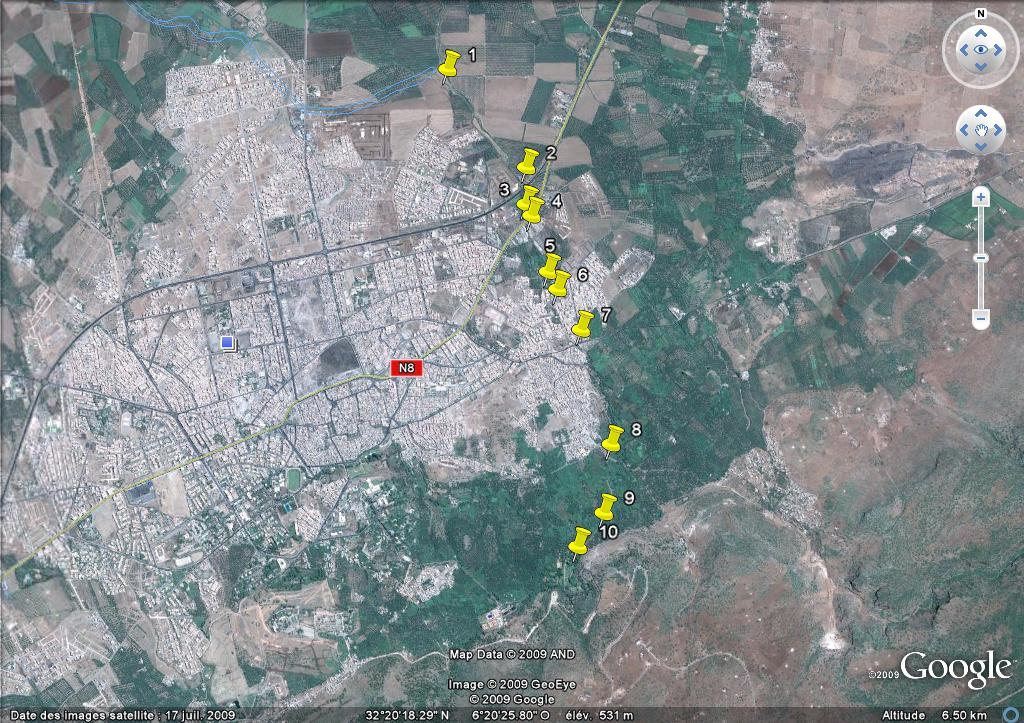 N
1
2
3
4
5
6
7
N8
8
9
10
Map Data © 2009 AND
Image © 2009 GeoEye
© 2009 Google
©2009 Google
Date des images satellite : 17 juil. 2009 32°20'18.29" N 6°20'25.80" O élév. 531 m Altitude 6.50 km